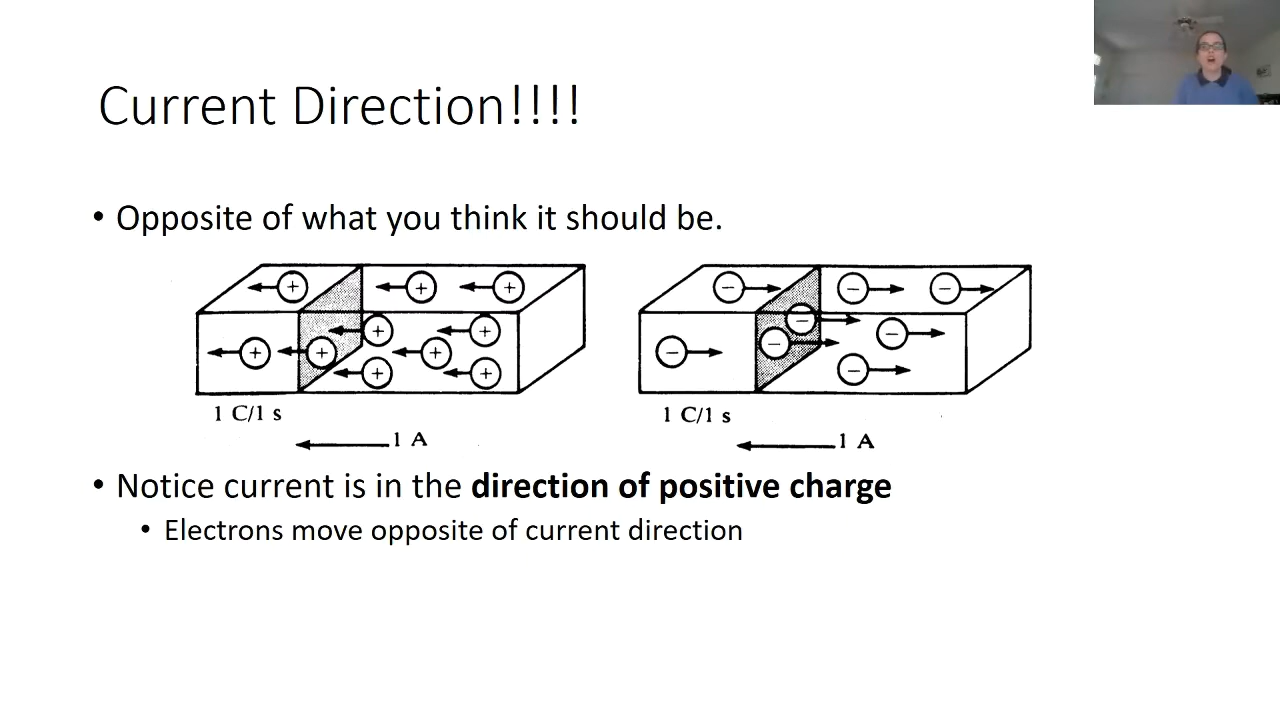 Current Direction!!!!
• Opposite of what you think it should be.
+ + +
+ + +
+ + +
+ +
− − −
− −
− −
−
1 C/1 s
1 A
1 C/1 s
1 A
• Notice current is in the direction of positive charge
• Electrons move opposite of current direction